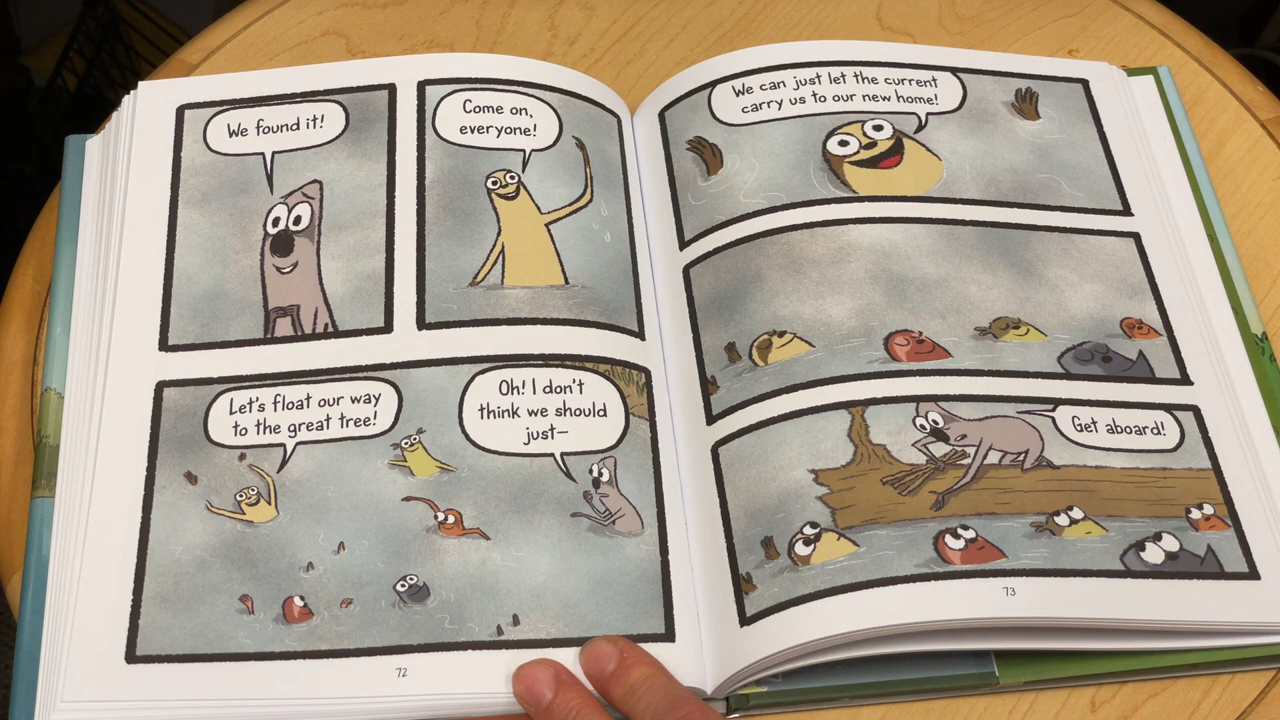 We found it!
Come on,
everyone!
Let's float our way
to the great tree!
Oh! I don't
think we should
just—
72
We can just let the current
carry us to our new home!
Get aboard!
73